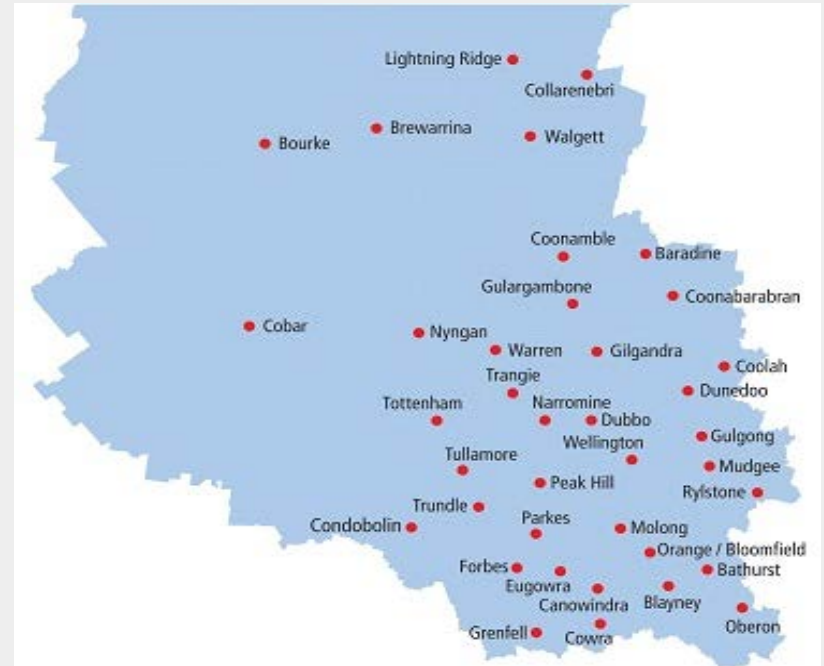 Lightning Ridge
Collarenebri
Brewarrina
Walgett
Bourke
Coonamble
Baradine
Gulargambone
Coonabarabran
Cobar
Nyngan
Warren
Gilgandra
Coolah
Trangie
Dunedoo
Tottenham
Narromine
Dubbo
Gulgong
Wellington
Tullamore
Mudgee
Peak Hill
Rylstone
Trundle
Parkes
Condobolin
Molong
Orange / Bloomfield
Forbes
Bathurst
Eugowra
Canowindra
Blayney
Oberon
Grenfell
Cowra